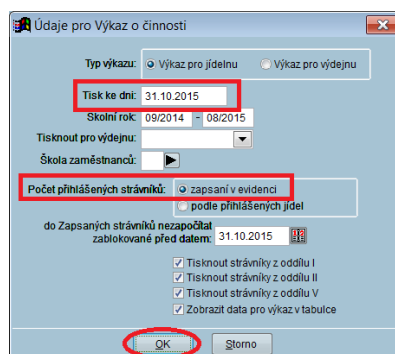 Údaje pro Výkaz o činnosti
Typ výkazu: Výkaz pro jídelnu Výkaz pro výdejnu
Tisk ke dni: 31.10.2015
Školní rok: 09/2014 - 08/2015
Tisknout pro výdejnu:
Škola zaměstnanců:
Počet přihlášených strávníků: zapsaní v evidenci
podle přihlášených jídel
do Zapsaných strávníků nezapočítat
zablokované před datem: 31.10.2015
Tisknout strávníky z oddílu I
Tisknout strávníky z oddílu II
Tisknout strávníky z oddílu V
Zobrazit data pro výkaz v tabulce
OK Storno